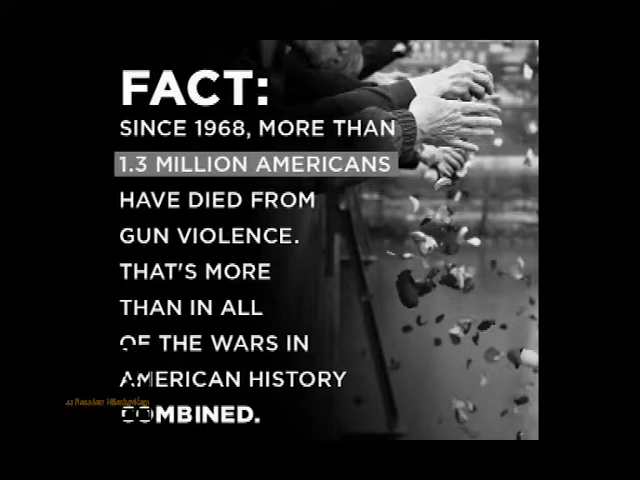 FACT:
SINCE 1968, MORE THAN
1.3 MILLION AMERICANS
HAVE DIED FROM
GUN VIOLENCE.
THAT'S MORE
THAN IN ALL
OF THE WARS IN
AMERICAN HISTORY
COMBINED.